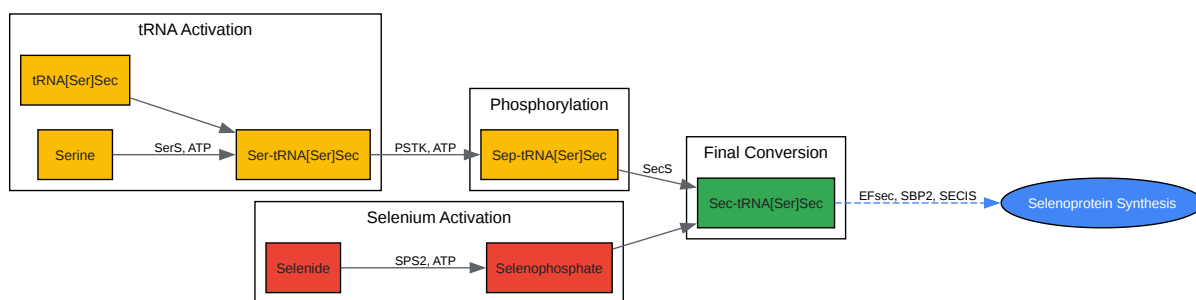 tRNA Activation
tRNA[Ser]Sec
Serine
SerS, ATP
Ser-tRNA[Ser]Sec
PSTK, ATP
Phosphorylation
Sep-tRNA[Ser]Sec
SecS
Final Conversion
Sec-tRNA[Ser]Sec
EFsec, SBP2, SECIS
Selenoprotein Synthesis
Selenium Activation
Selenide
SPS2, ATP
Selenophosphate